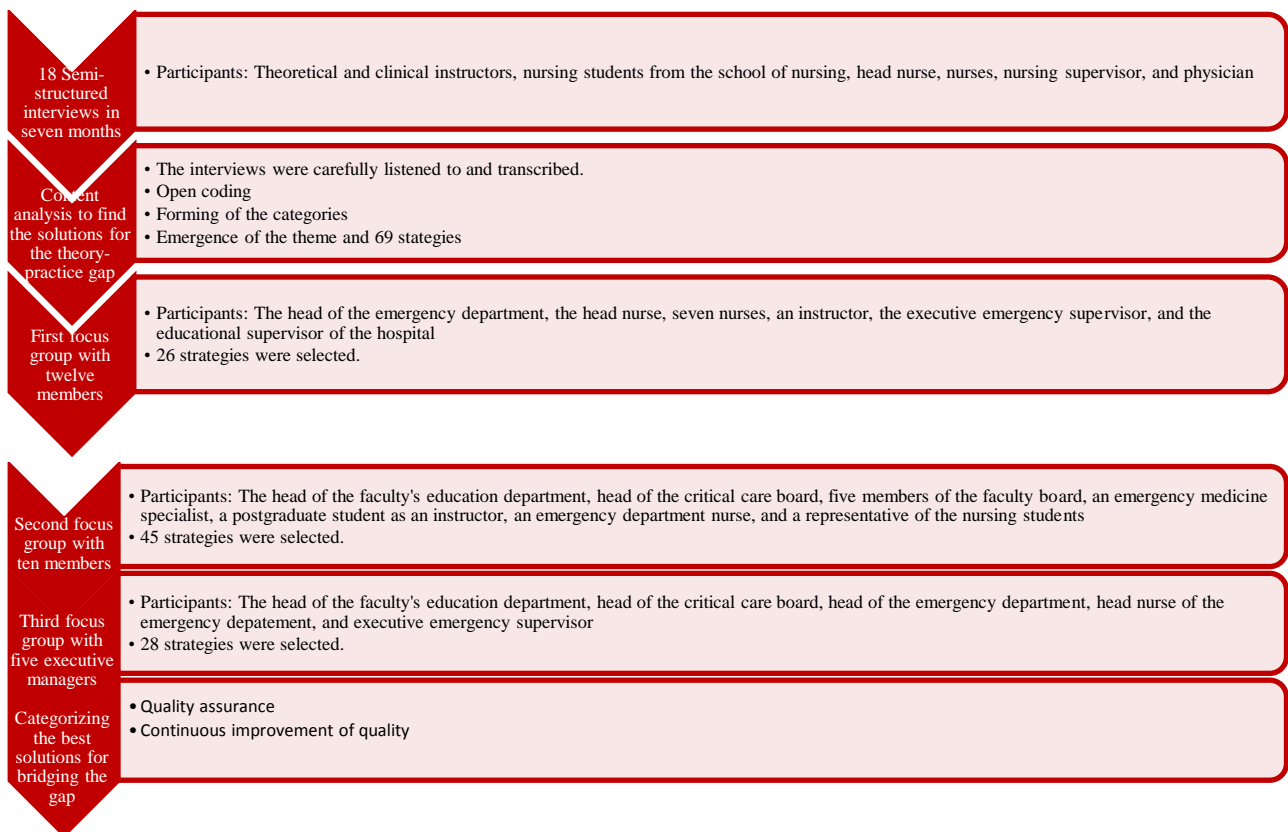 18 Semi-
structured
interviews in
seven months
• Participants: Theoretical and clinical instructors, nursing students from the school of nursing, head nurse, nurses, nursing supervisor, and physician
Content
analysis to find
the solutions for
the theory-
practice gap
• The interviews were carefully listened to and transcribed.
• Open coding
• Forming of the categories
• Emergence of the theme and 69 stategies
First focus
group with
twelve
members
• Participants: The head of the emergency department, the head nurse, seven nurses, an instructor, the executive emergency supervisor, and the
educational supervisor of the hospital
• 26 strategies were selected.
Second focus
group with
ten members
• Participants: The head of the faculty's education department, head of the critical care board, five members of the faculty board, an emergency medicine
specialist, a postgraduate student as an instructor, an emergency department nurse, and a representative of the nursing students
• 45 strategies were selected.
Third focus
group with
five executive
managers
• Participants: The head of the faculty's education department, head of the critical care board, head of the emergency department, head nurse of the
emergency depatement, and executive emergency supervisor
• 28 strategies were selected.
Categorizing
the best
solutions for
bridging the
gap
• Quality assurance
• Continuous improvement of quality